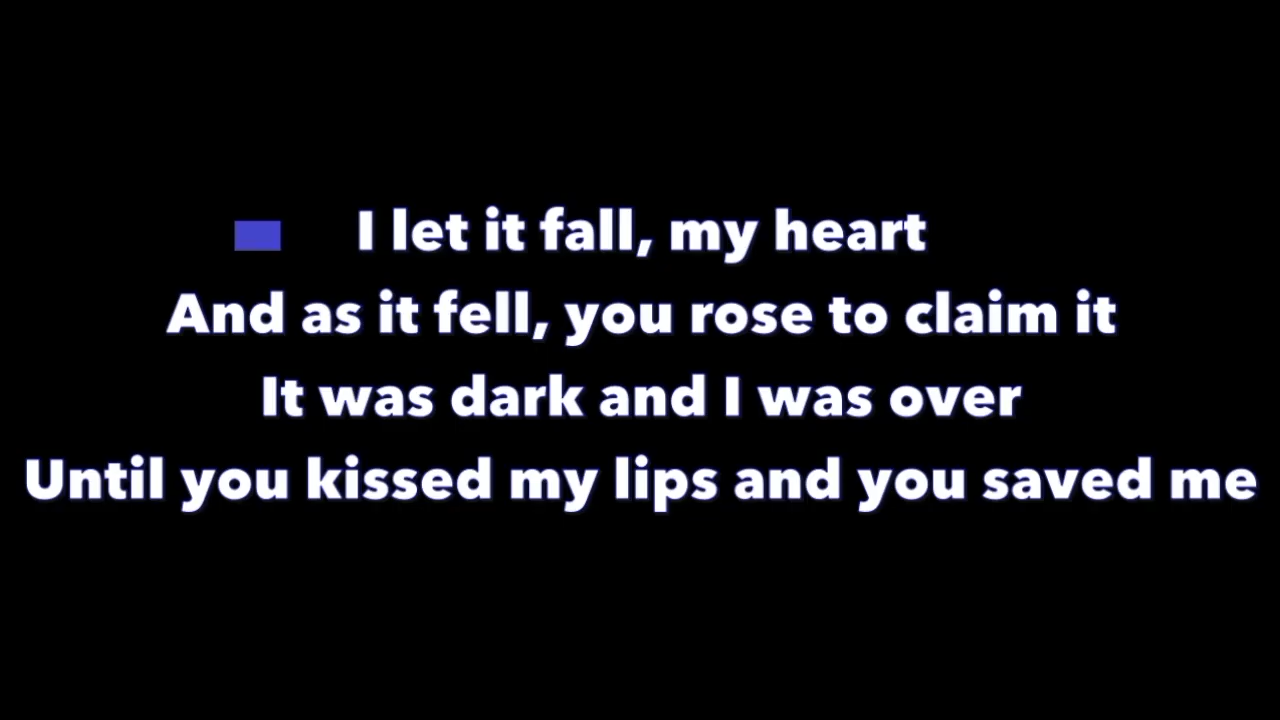 I let it fall, my heart
And as it fell, you rose to claim it
It was dark and I was over
Until you kissed my lips and you saved me